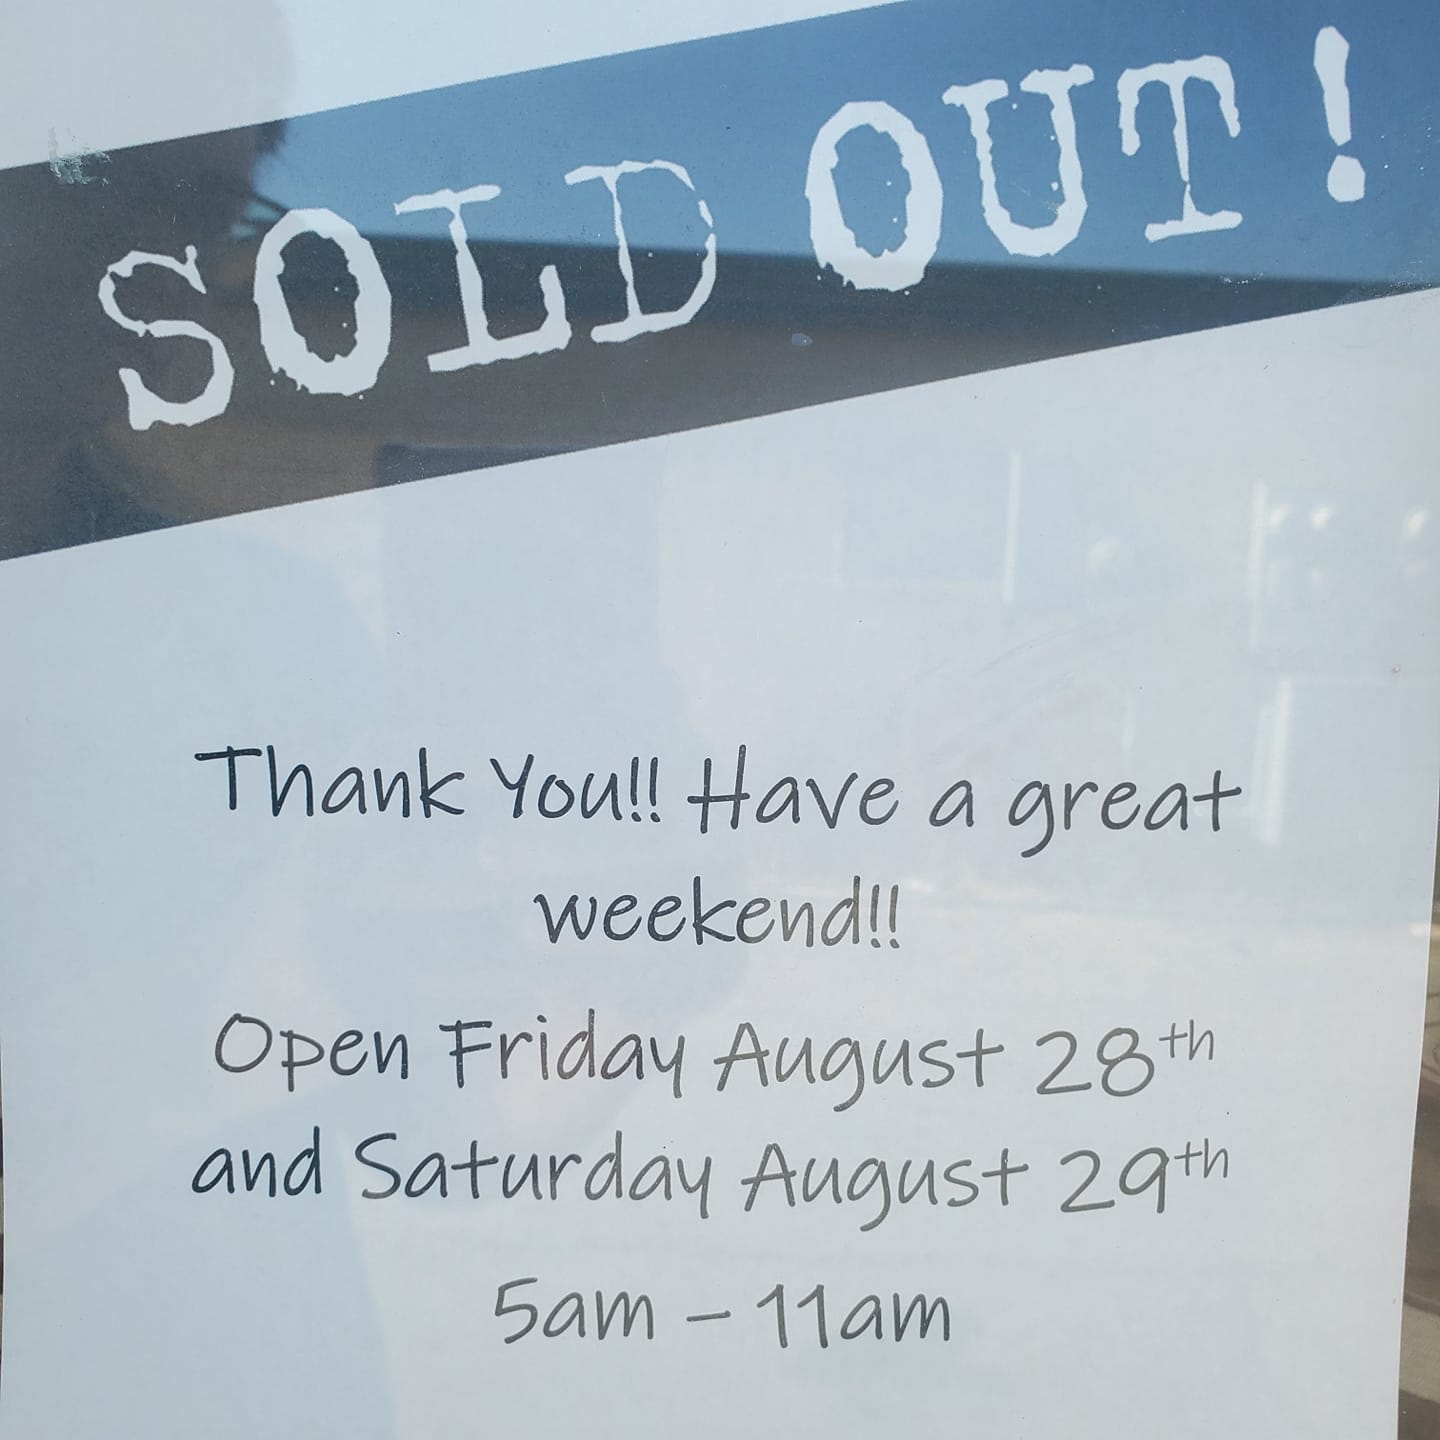 SOLD OUT!
Thank You!! Have a great
weekend!!
Open Friday August 28th
and Saturday August 29th
5am – 11am